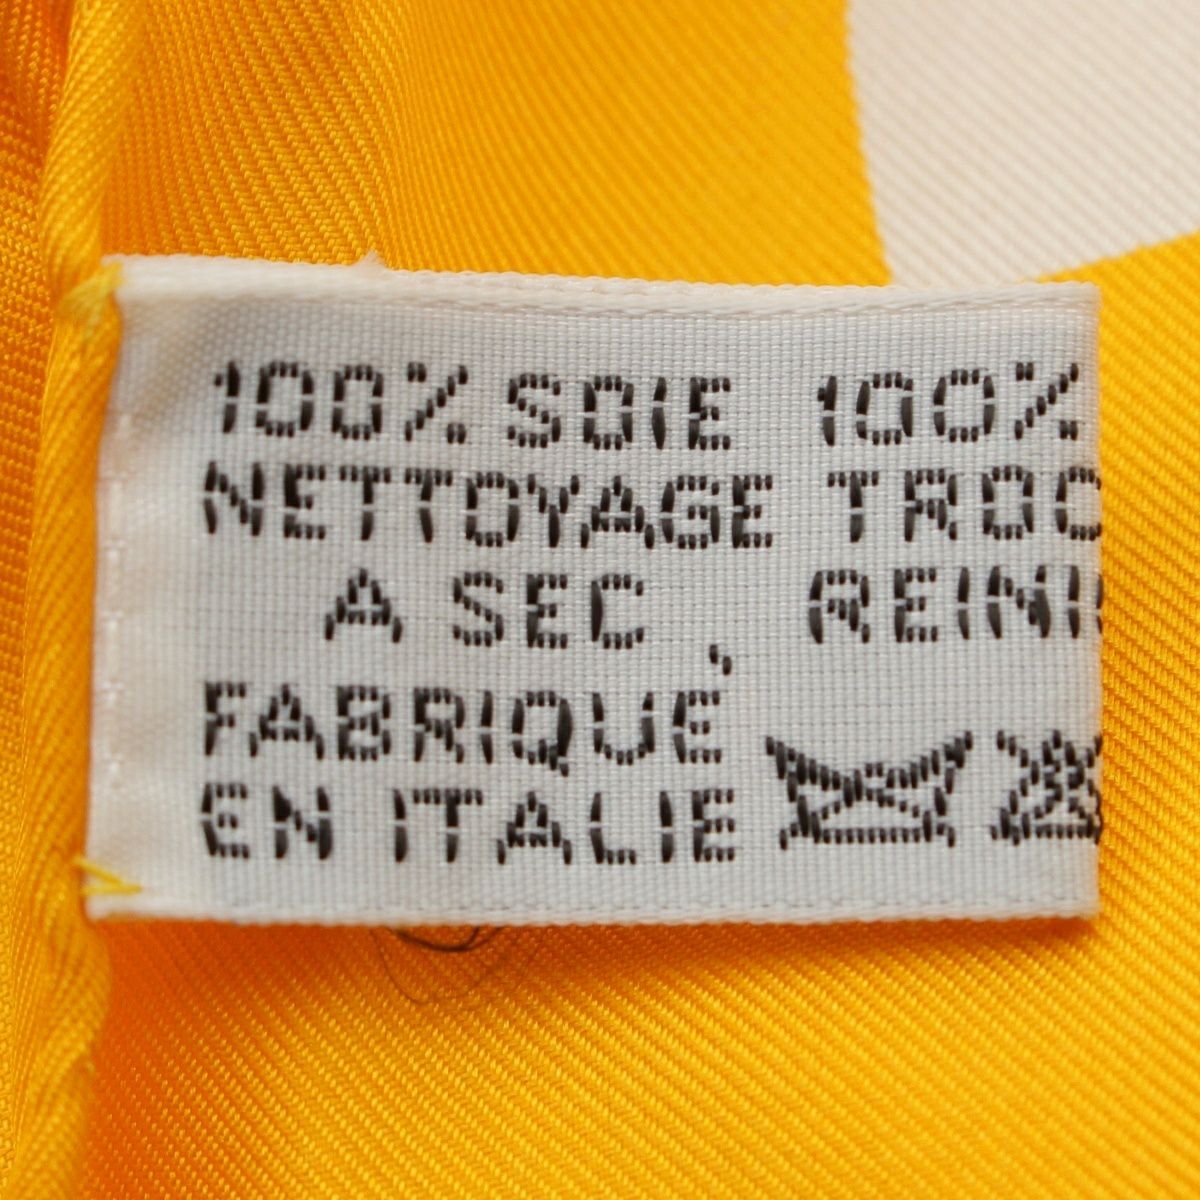 100% SOIE 100%
NETTOYAGE TROC
A SEC REINI
FABRIQUÉ
EN ITALIE